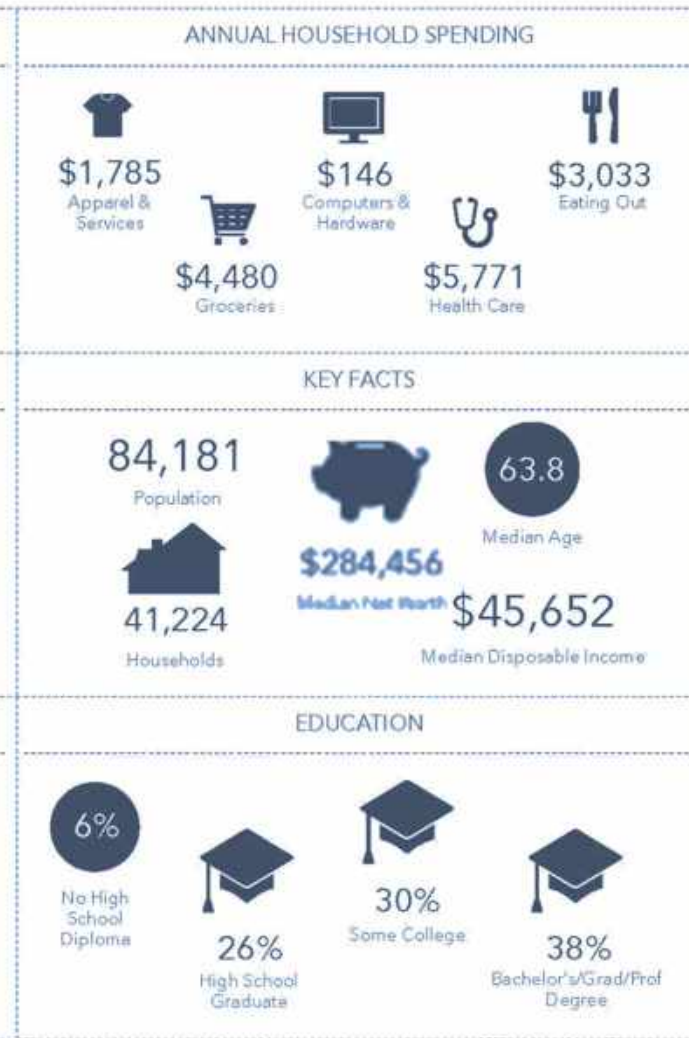 ANNUAL HOUSEHOLD SPENDING
$1,785
Apparel &
Services
$146
Computers &
Hardware
$3,033
Eating Out
$4,480
Groceries
$5,771
Health Care
KEY FACTS
84,181
Population
63.8
Median Age
$284,456
Median Net Worth
41,224
Households
$45,652
Median Disposable Income
EDUCATION
6%
No High
School
Diploma
26%
High School
Graduate
30%
Some College
38%
Bachelor's/Grad/Prof
Degree